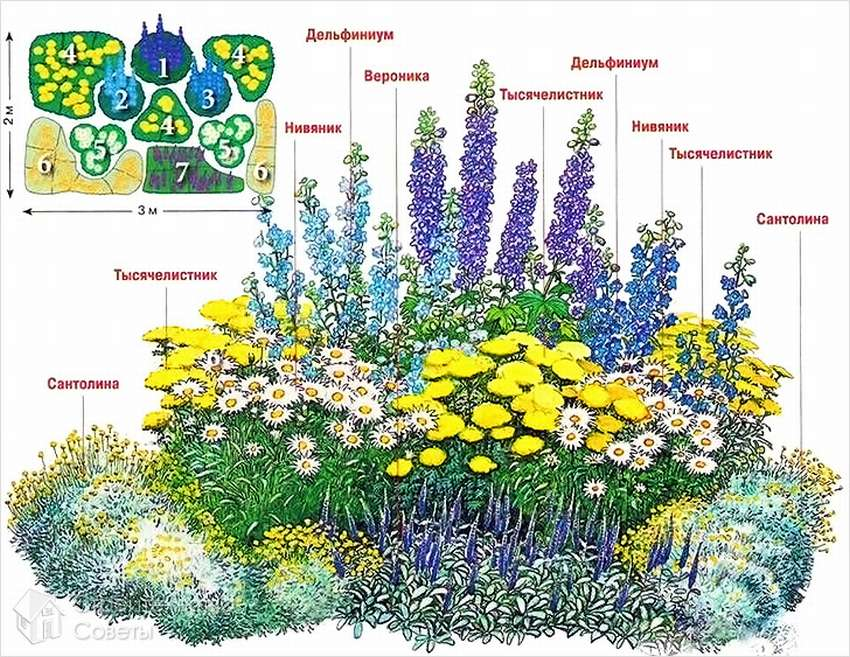 Дельфиниум
Вероника
Дельфиниум
Тысячелистник
Нивяник
Нивяник
Тысячелистник
Сантолина
Тысячелистник
Сантолина
4
1
4
2
3
4
5
5
6
7
6
2 м
3 м
Советы